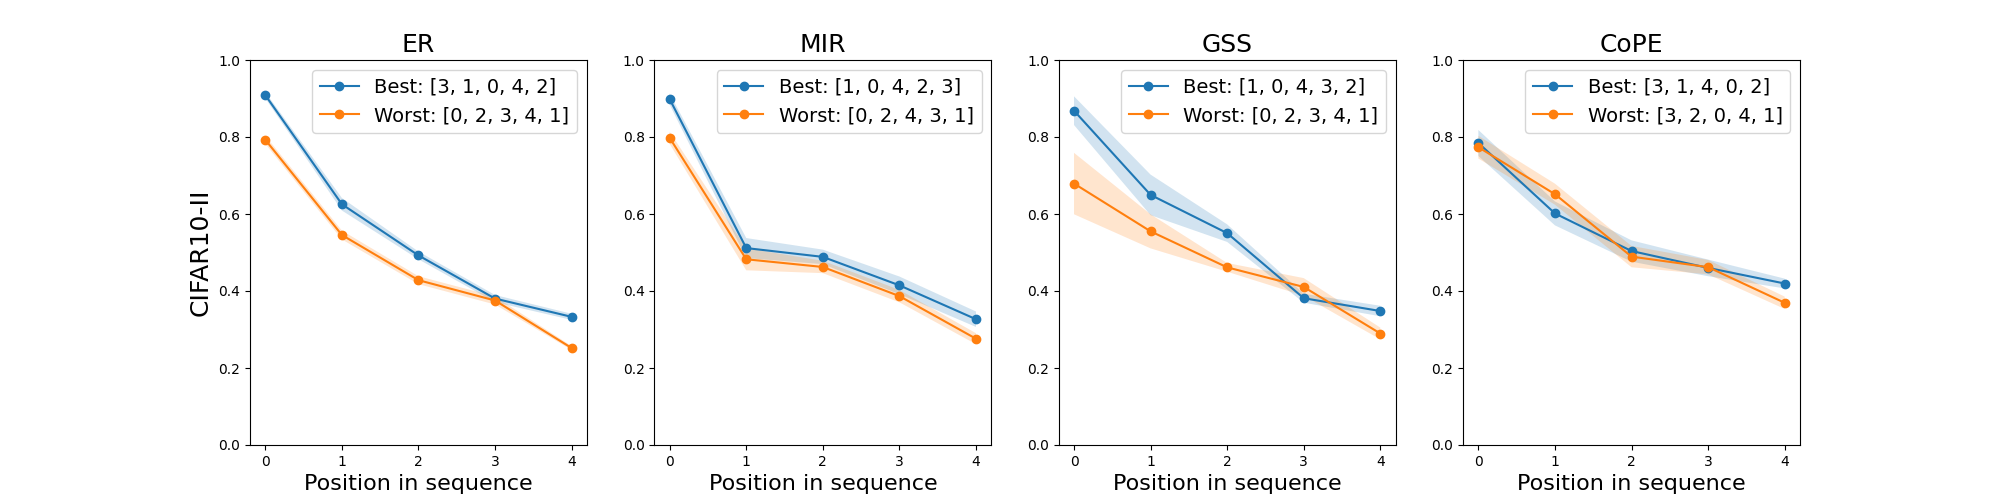 ER
MIR
GSS
CoPE
CIFAR10-II
1.0
0.8
0.6
0.4
0.2
0.0
Best: [3, 1, 0, 4, 2]
Worst: [0, 2, 3, 4, 1]
0 1 2 3 4
Position in sequence
1.0
0.8
0.6
0.4
0.2
0.0
Best: [1, 0, 4, 2, 3]
Worst: [0, 2, 4, 3, 1]
0 1 2 3 4
Position in sequence
1.0
0.8
0.6
0.4
0.2
0.0
Best: [1, 0, 4, 3, 2]
Worst: [0, 2, 3, 4, 1]
0 1 2 3 4
Position in sequence
1.0
0.8
0.6
0.4
0.2
0.0
Best: [3, 1, 4, 0, 2]
Worst: [3, 2, 0, 4, 1]
0 1 2 3 4
Position in sequence